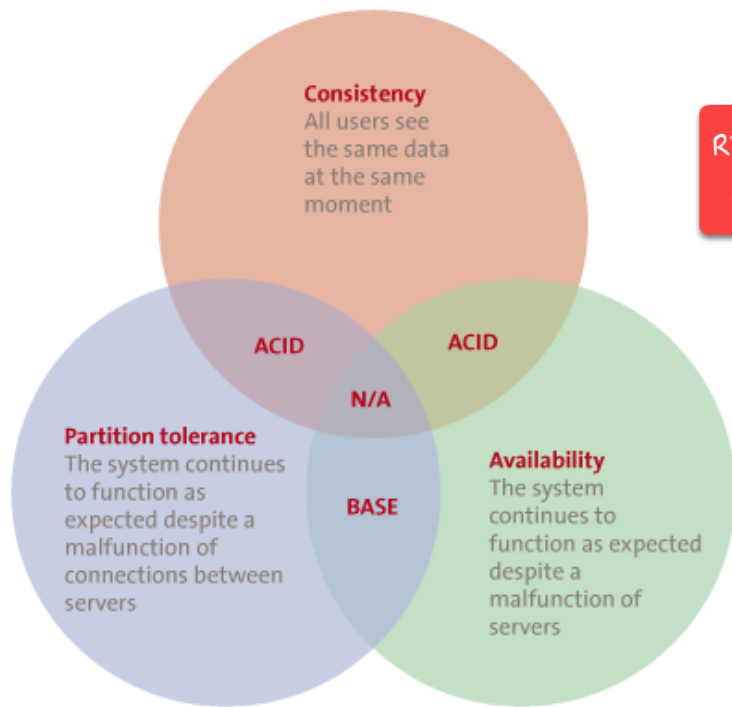 Consistency
All users see
the same data
at the same
moment
ACID
ACID
N/A
Partition tolerance
The system continues
to function as
expected despite a
malfunction of
connections between
servers
BASE
Availability
The system
continues to
function as expected
despite a
malfunction of
servers